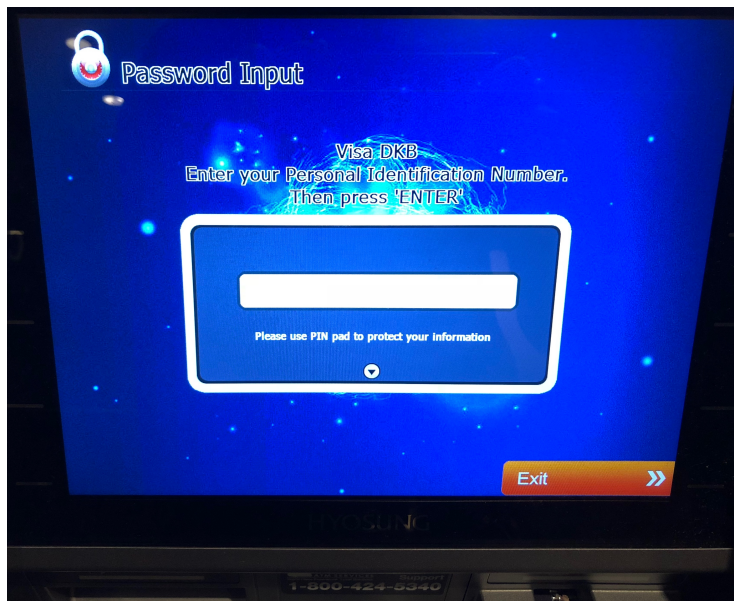 Password Input
Visa DKB
Enter your Personal Identification Number.
Then press 'ENTER'
Please use PIN pad to protect your information
Exit
HYOSUNG
Support
1-800-424-5340